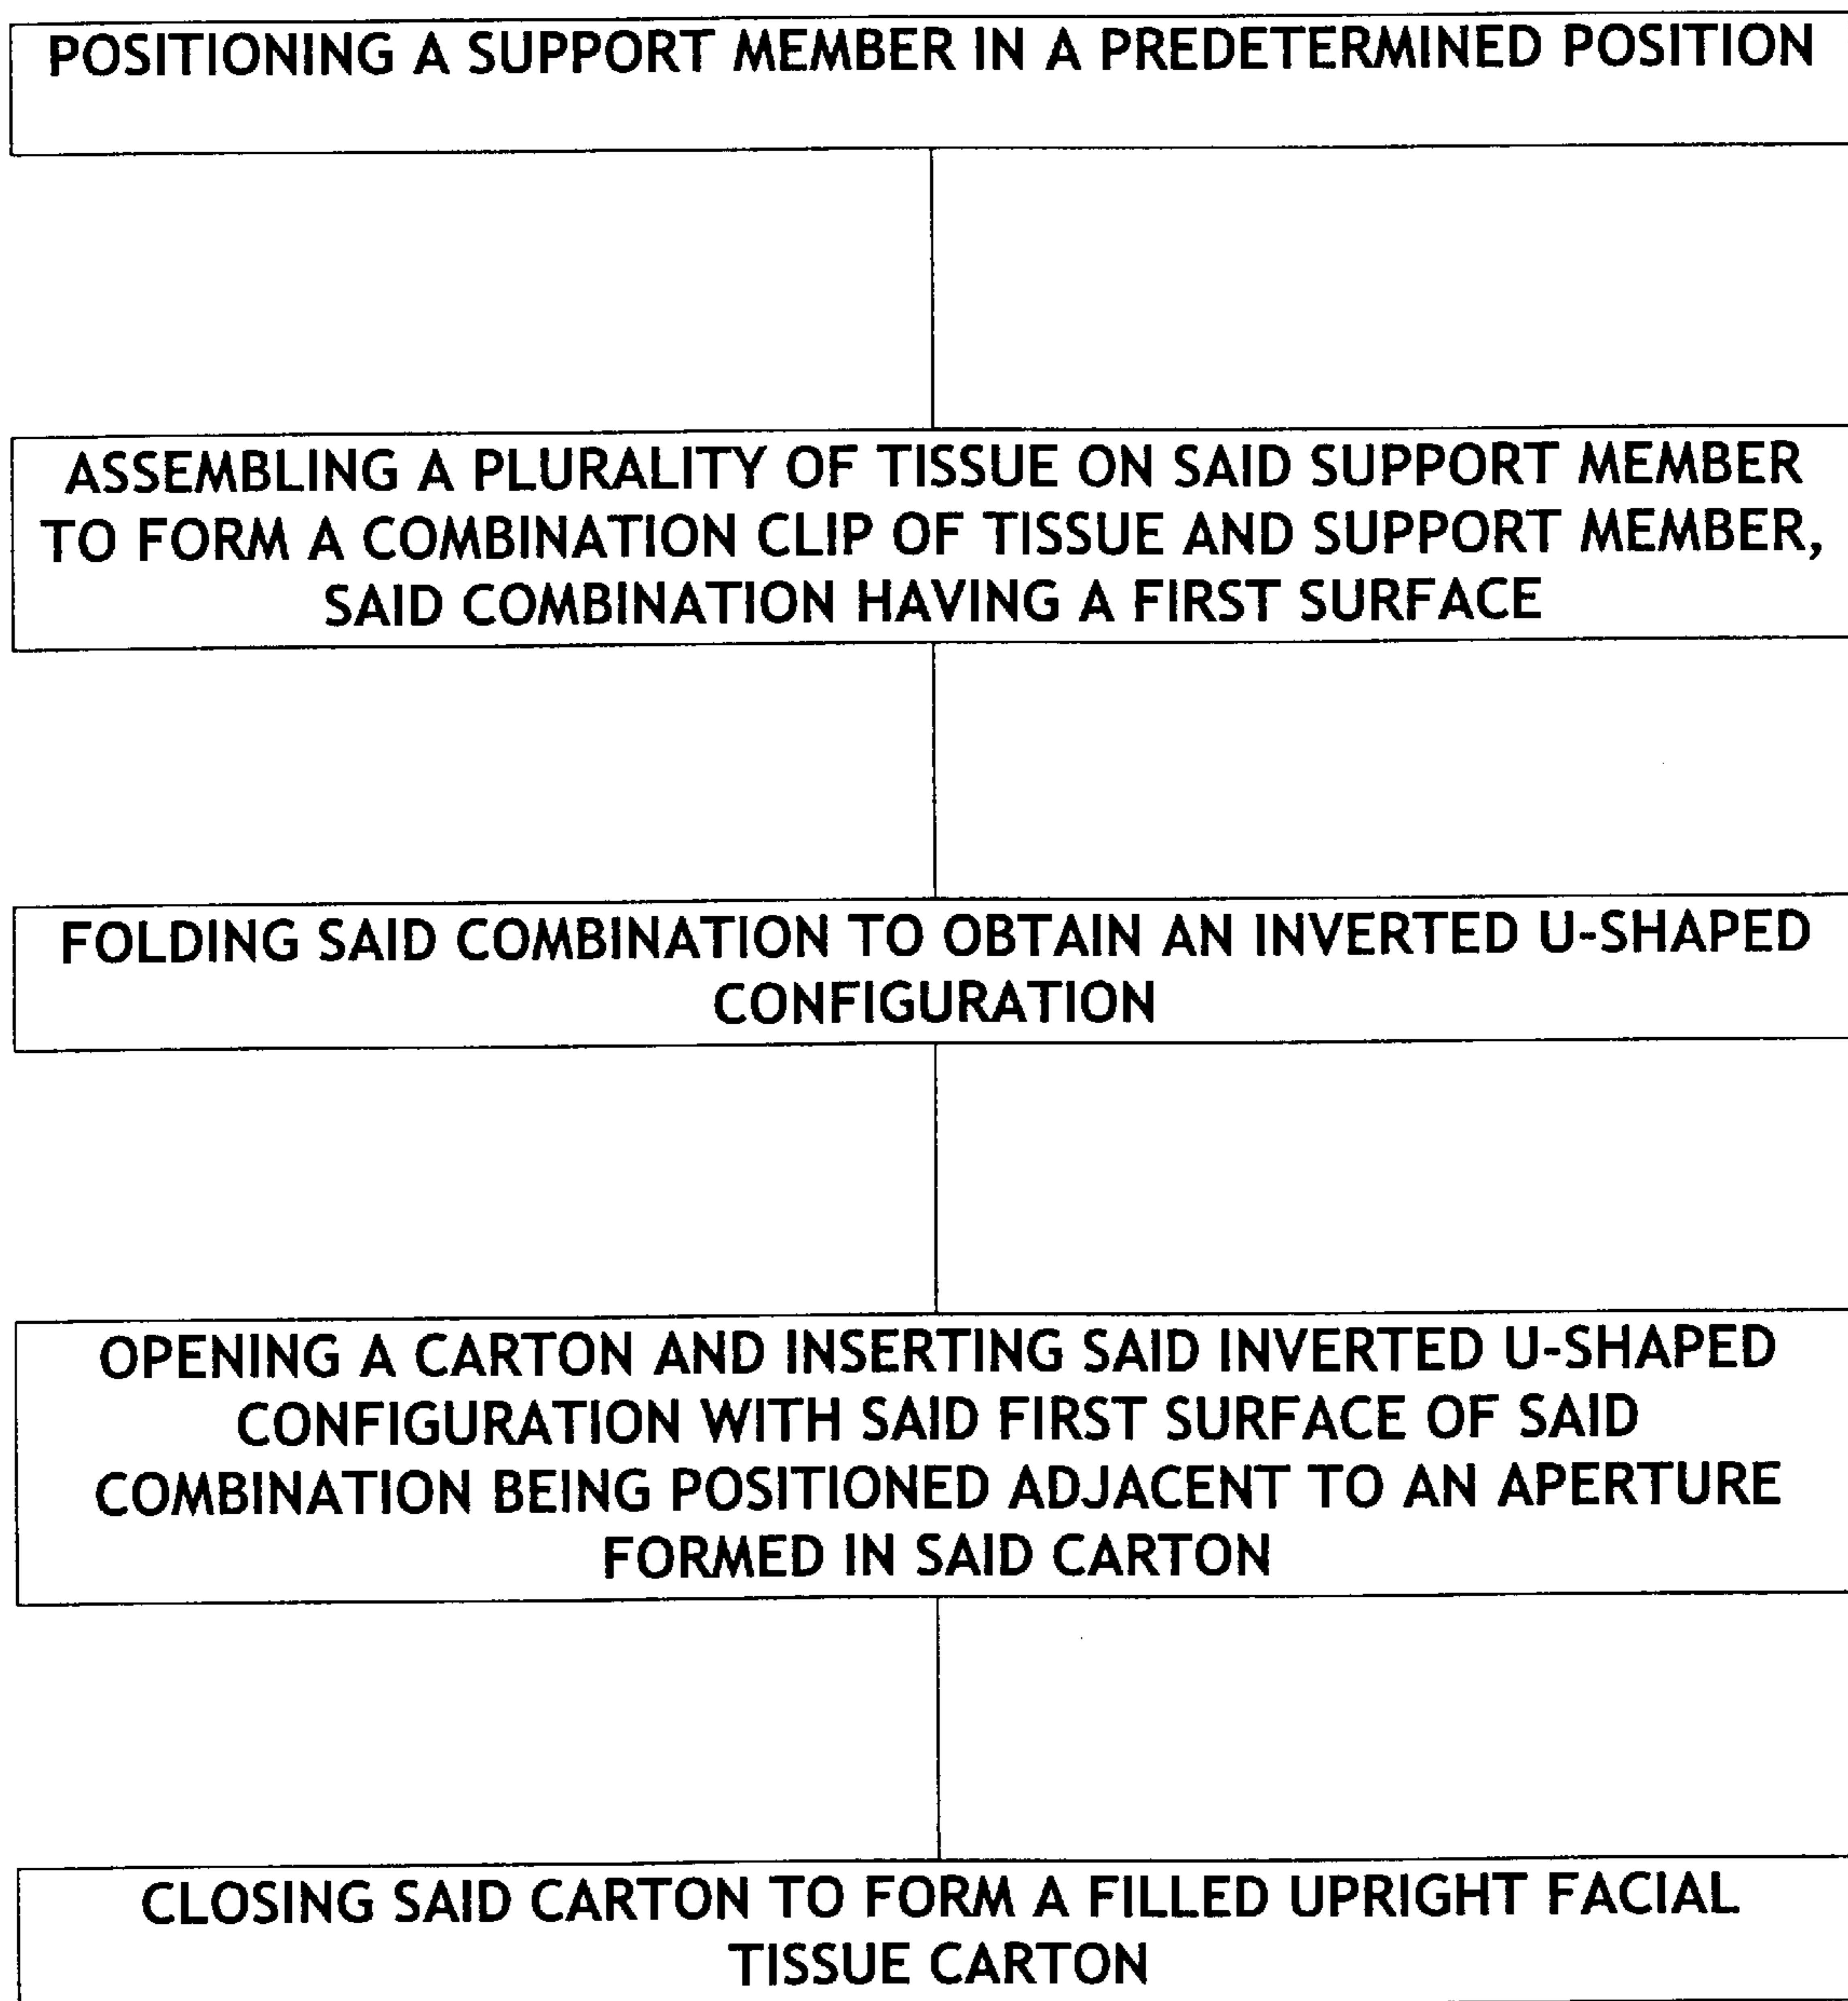 POSITIONING A SUPPORT MEMBER IN A PREDETERMINED POSITION
ASSEMBLING A PLURALITY OF TISSUE ON SAID SUPPORT MEMBER
TO FORM A COMBINATION CLIP OF TISSUE AND SUPPORT MEMBER,
SAID COMBINATION HAVING A FIRST SURFACE
FOLDING SAID COMBINATION TO OBTAIN AN INVERTED U-SHAPED
CONFIGURATION
OPENING A CARTON AND INSERTING SAID INVERTED U-SHAPED
CONFIGURATION WITH SAID FIRST SURFACE OF SAID
COMBINATION BEING POSITIONED ADJACENT TO AN APERTURE
FORMED IN SAID CARTON
CLOSING SAID CARTON TO FORM A FILLED UPRIGHT FACIAL
TISSUE CARTON